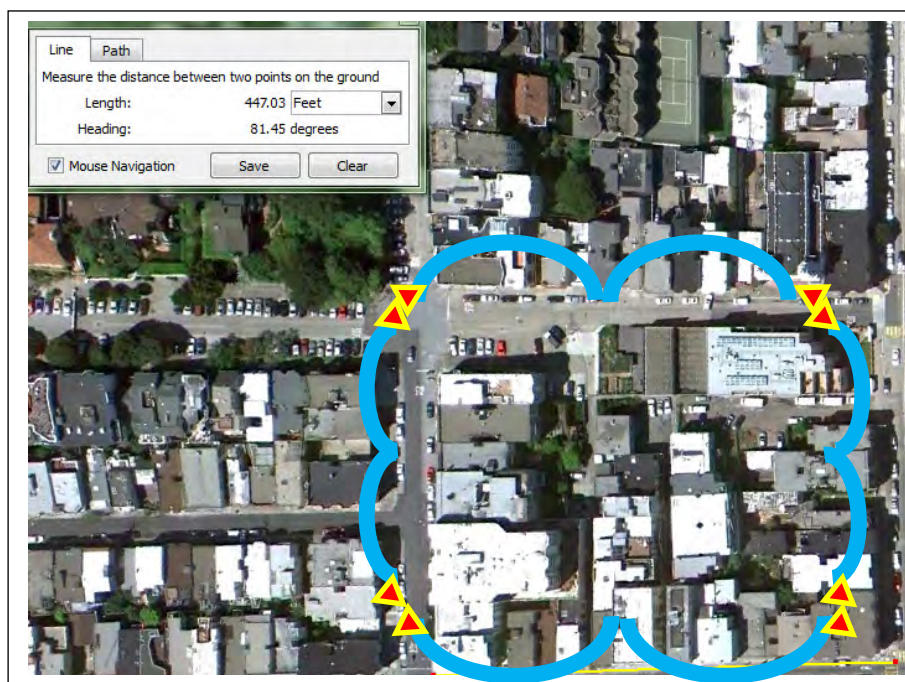 Line Path
Measure the distance between two points on the ground
Length: 447.03 Feet
Heading: 81.45 degrees
Mouse Navigation Save Clear